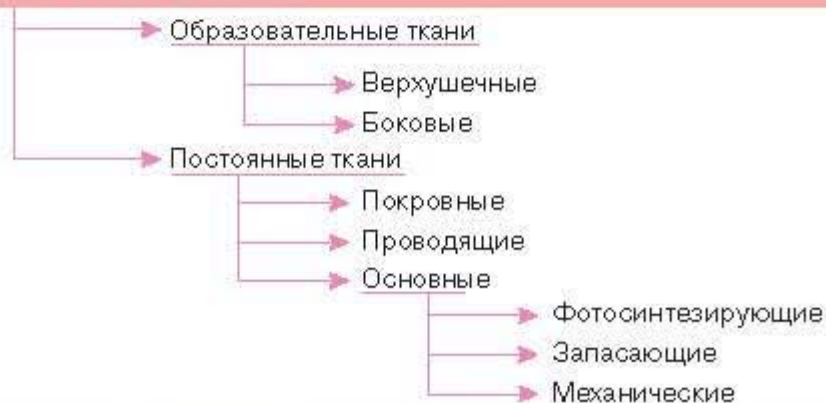 Образовательные ткани
Верхушечные
Боковые
Постоянные ткани
Покровные
Проводящие
Основные
Фотосинтезирующие
Запасающие
Механические